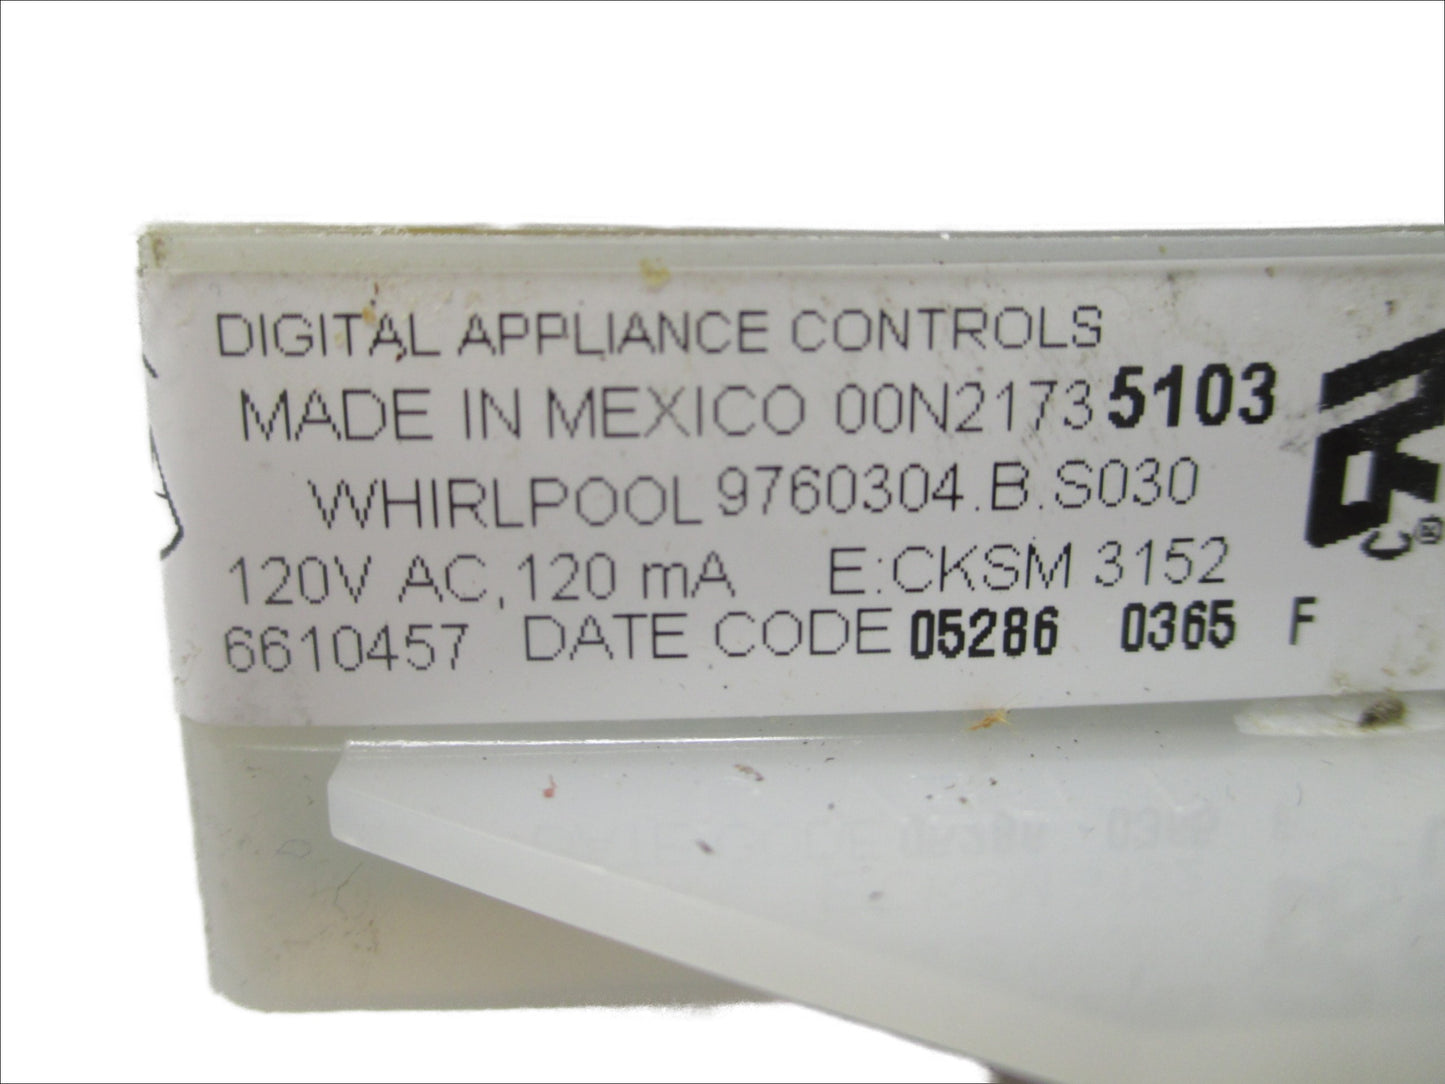 DIGITAL APPLIANCE CONTROLS
MADE IN MEXICO 00N2173 5103
WHIRLPOOL 9760304.B.S030
120V AC, 120 mA E:CKSM 3152
6610457 DATE CODE 05286 0365 F
C ®